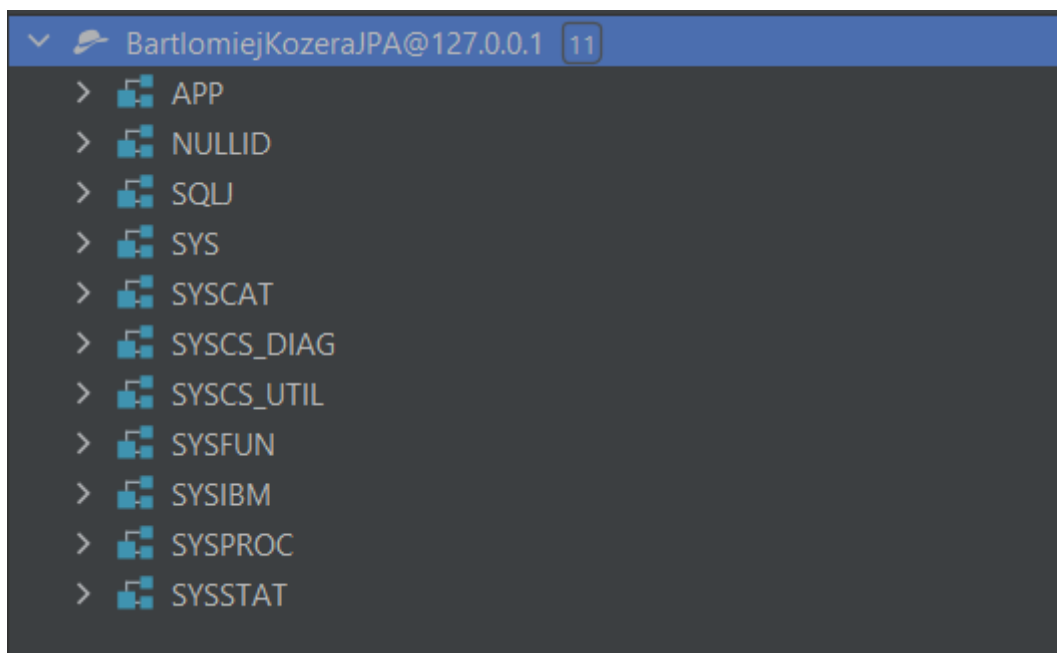 BartlomiejKozeraJPA@127.0.0.1 11
APP
NULLID
SQLJ
SYS
SYSCAT
SYSCS_DIAG
SYSCS_UTIL
SYSFUN
SYSIBM
SYSPROC
SYSSTAT